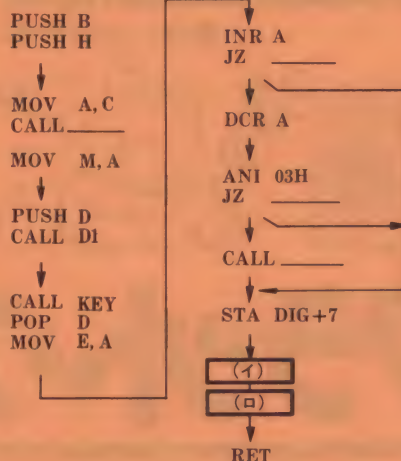 PUSH B
PUSH H
MOV A, C
CALL
MOV M, A
PUSH D
CALL D1
CALL KEY
POP D
MOV E, A
INR A
JZ
DCR A
ANI 03H
JZ
CALL
STA DIG+7
(イ)
(ロ)
RET